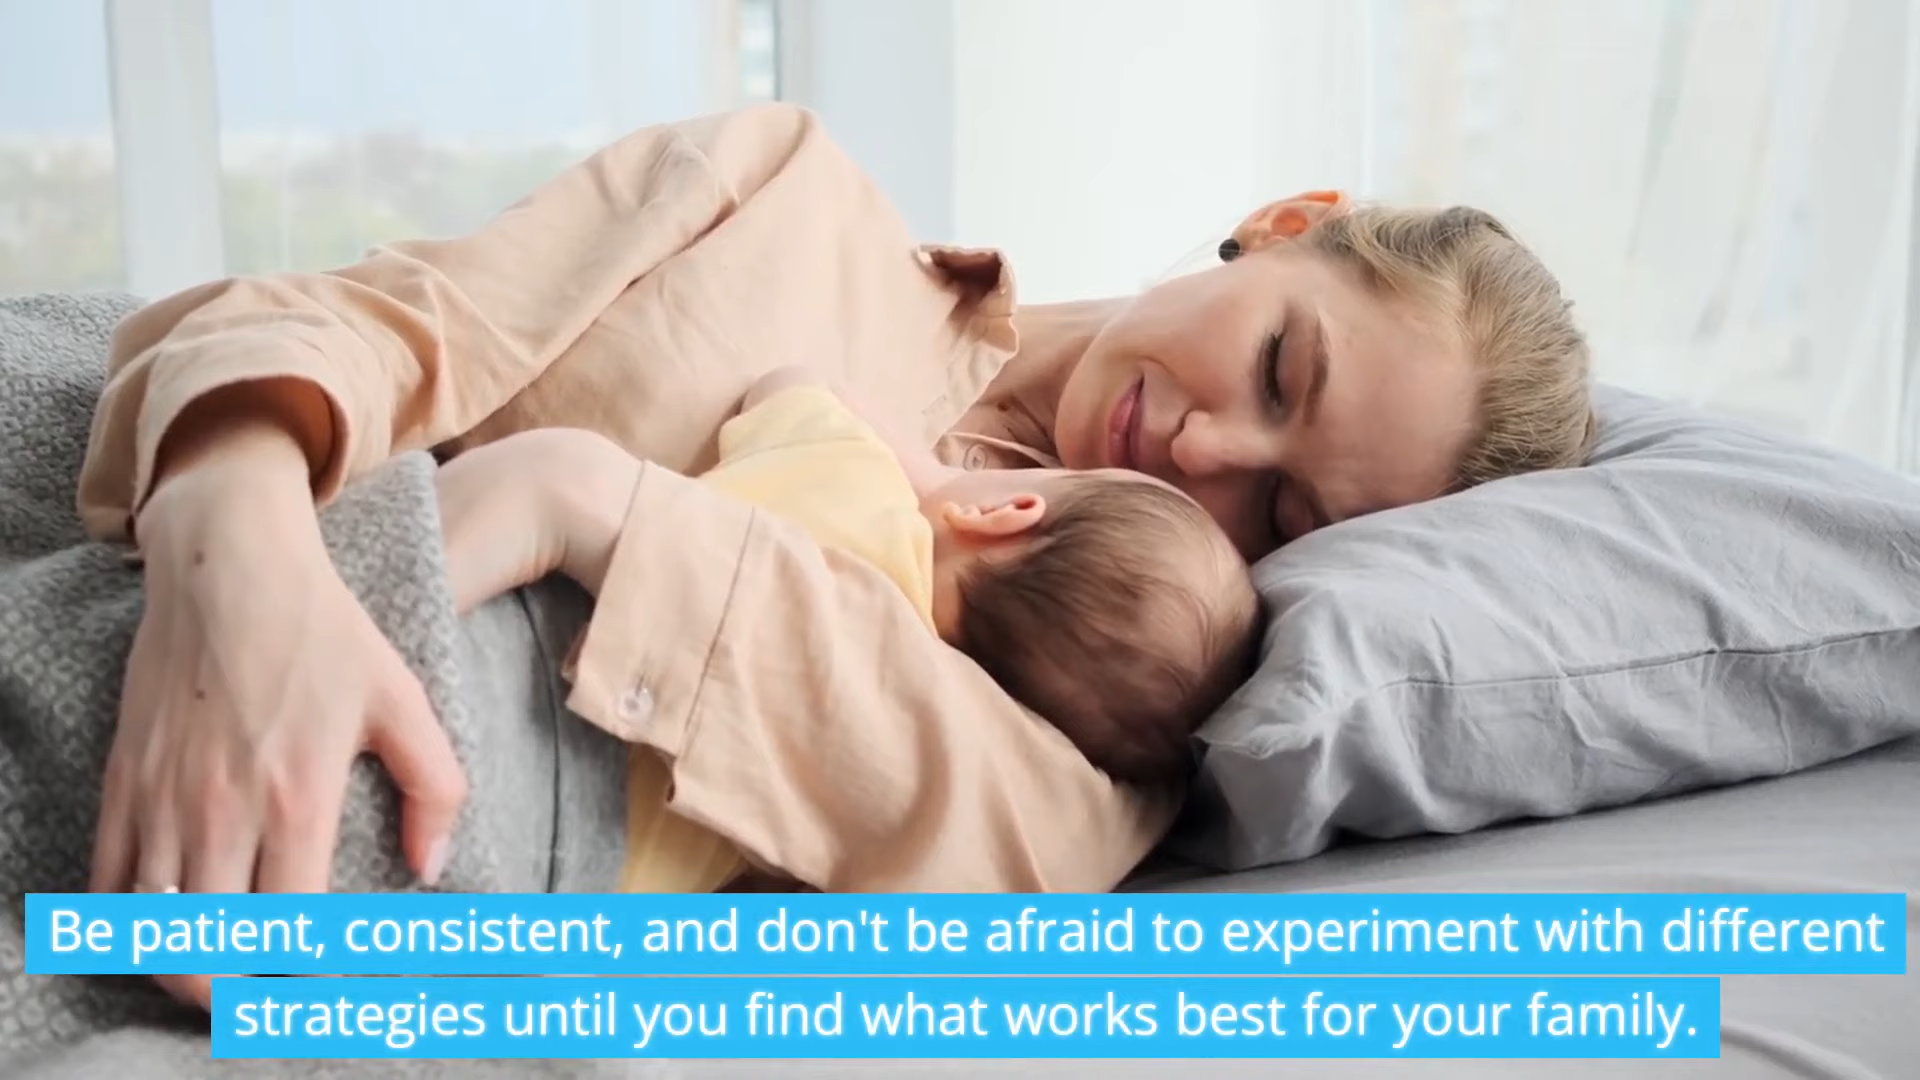 Be patient, consistent, and don't be afraid to experiment with different
strategies until you find what works best for your family.